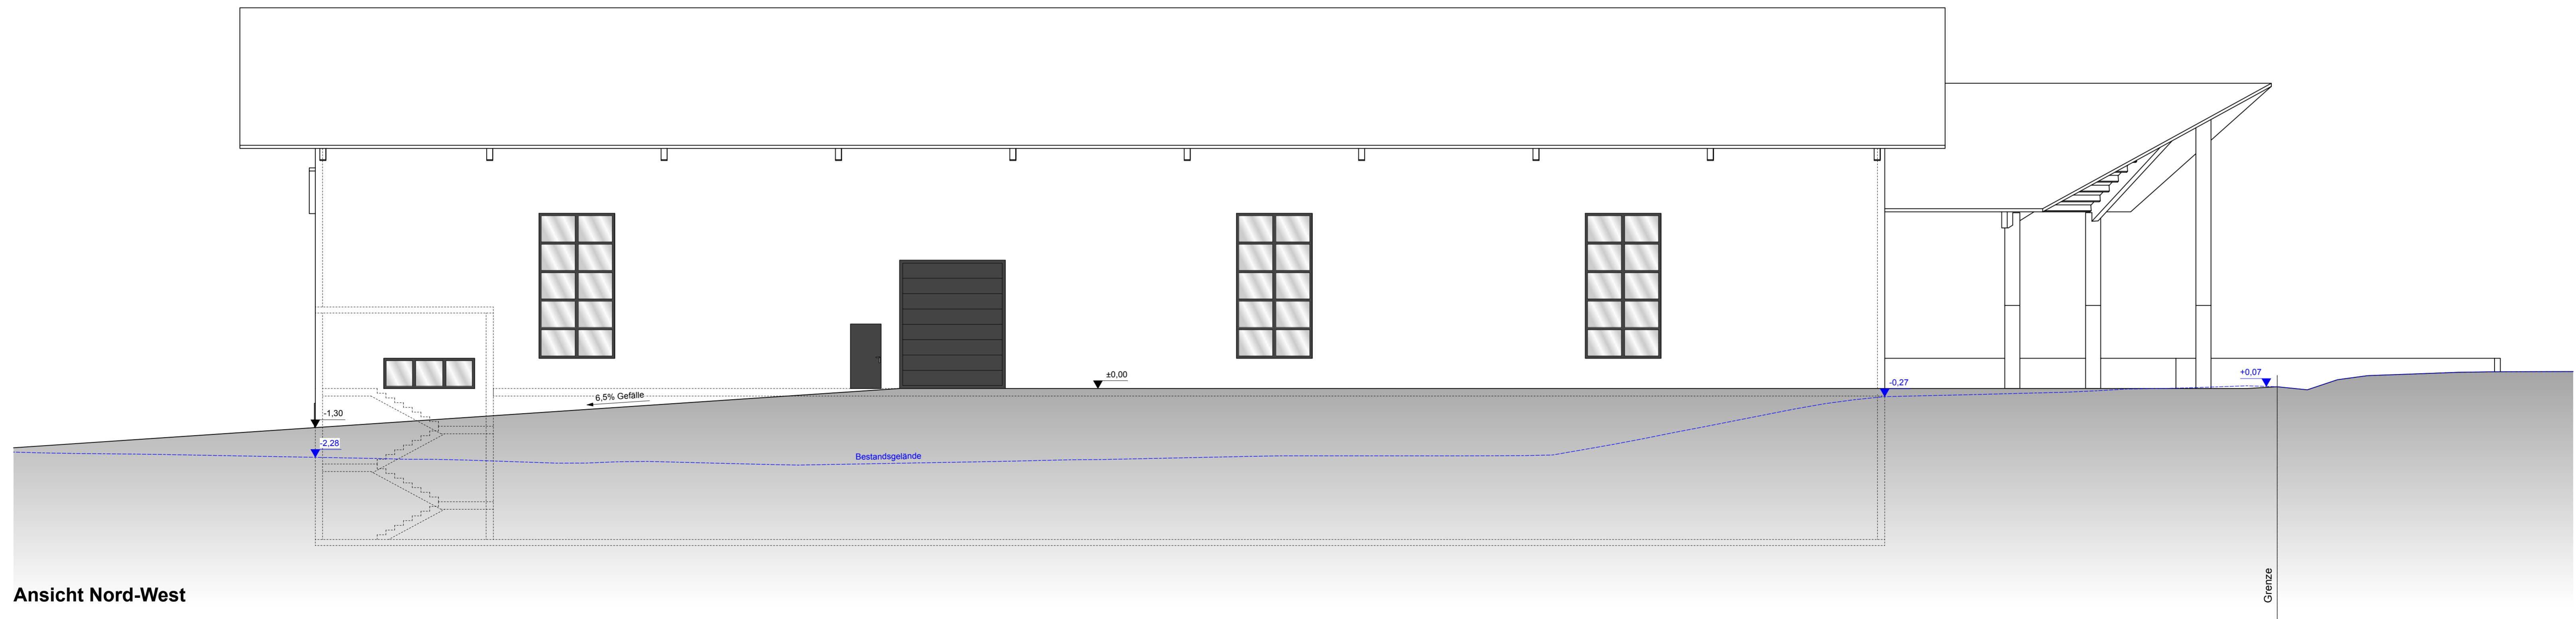 ±0,00
-0,27
+0,07
6,5% Gefälle
-1,30
-2,28
Bestandsgelände
Grenze
Ansicht Nord-West